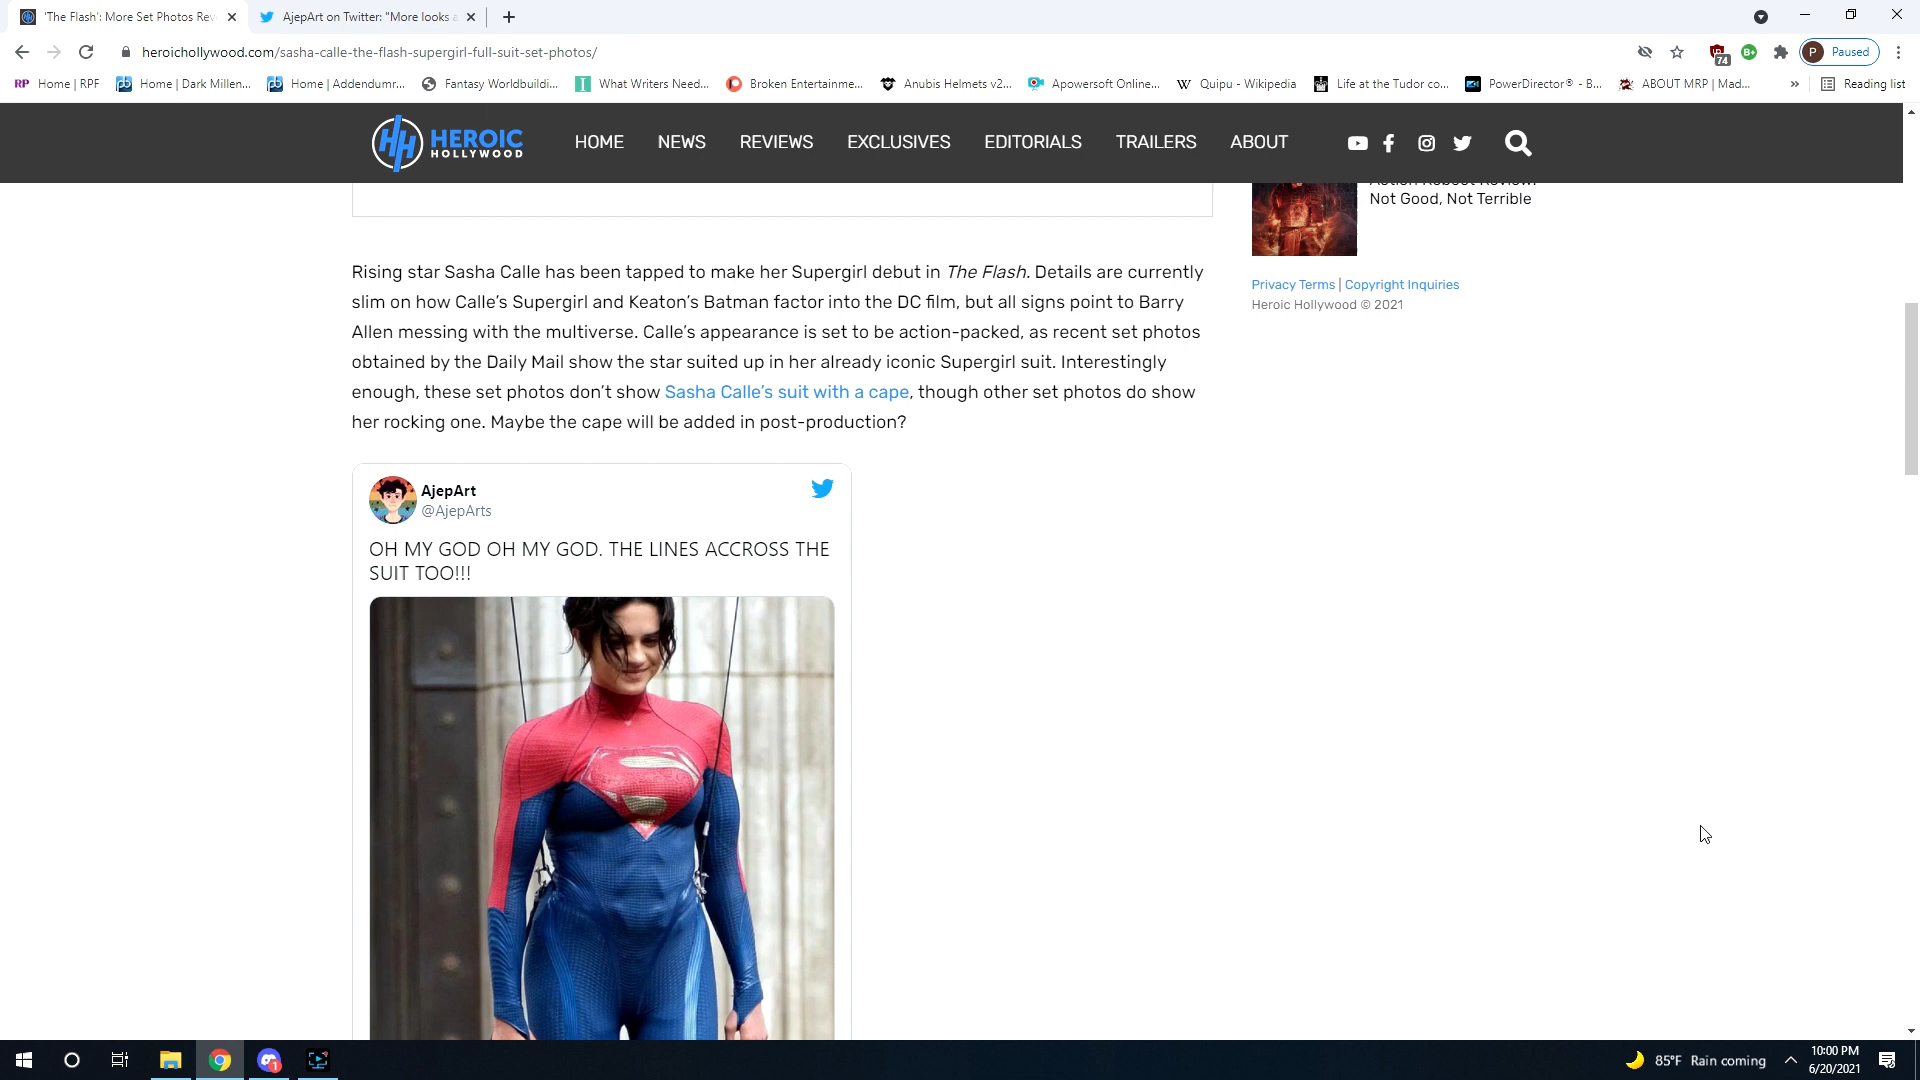 'The Flash': More Set Photos Rev
AjepArt on Twitter: "More looks a
heroichollywood.com/sasha-calle-the-flash-supergirl-full-suit-set-photos/
74
B+
P Paused
RP Home | RPF
Home | Dark Millen...
Home | Addendumr...
Fantasy Worldbuildi...
What Writers Need...
Broken Entertainme...
Anubis Helmets v2...
Apowersoft Online...
W Quipu - Wikipedia
Life at the Tudor co...
PowerDirector® - B...
ABOUT MRP | Mad...
»
Reading list
HEROIC
HOLLYWOOD
HOME NEWS REVIEWS EXCLUSIVES EDITORIALS TRAILERS ABOUT
Action Reboot Review:
Not Good, Not Terrible
Privacy Terms | Copyright Inquiries
Heroic Hollywood © 2021
Rising star Sasha Calle has been tapped to make her Supergirl debut in The Flash. Details are currently
slim on how Calle's Supergirl and Keaton's Batman factor into the DC film, but all signs point to Barry
Allen messing with the multiverse. Calle's appearance is set to be action-packed, as recent set photos
obtained by the Daily Mail show the star suited up in her already iconic Supergirl suit. Interestingly
enough, these set photos don't show Sasha Calle's suit with a cape, though other set photos do show
her rocking one. Maybe the cape will be added in post-production?
AjepArt
@AjepArts
OH MY GOD OH MY GOD. THE LINES ACCROSS THE
SUIT TOO!!!
1
85°F Rain coming
10:00 PM
6/20/2021